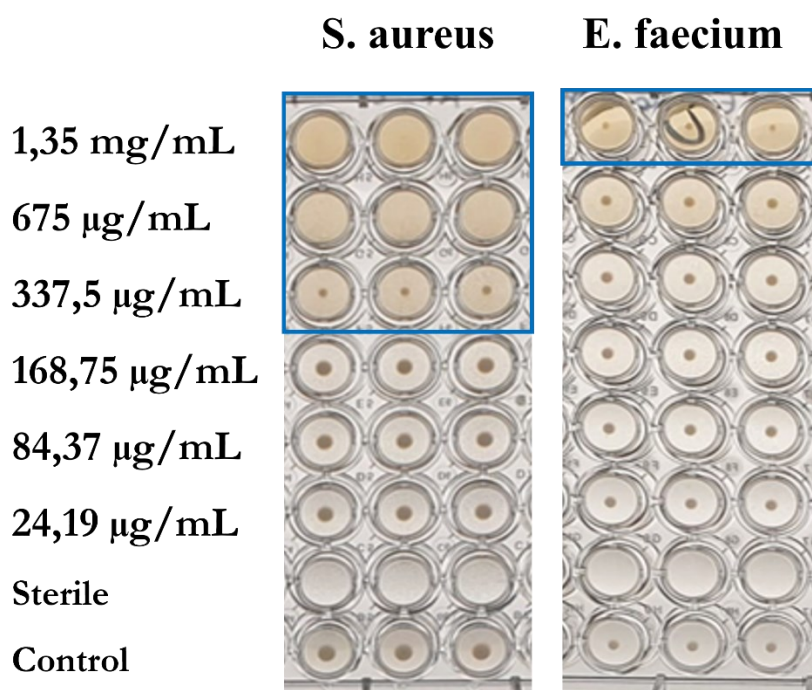 S. aureus E. faecium
1,35 mg/mL
675 µg/mL
337,5 µg/mL
168,75 µg/mL
84,37 µg/mL
24,19 µg/mL
Sterile
Control